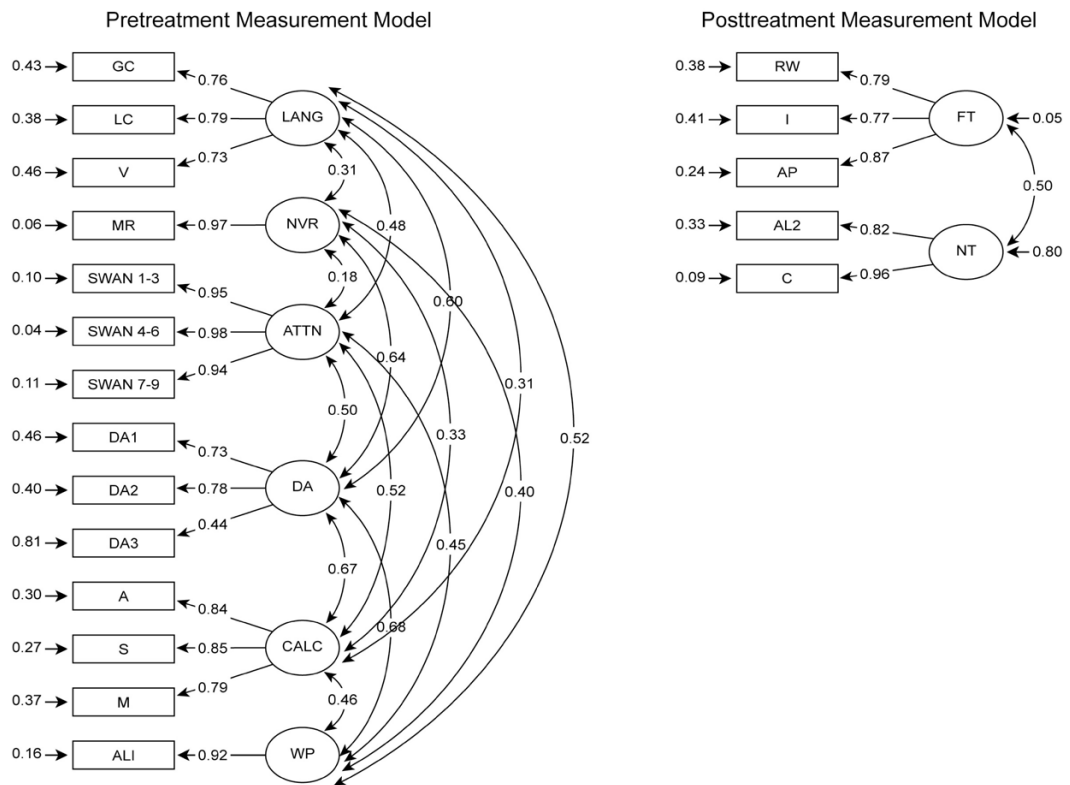 Pretreatment Measurement Model
Posttreatment Measurement Model
0.43 GC 0.76
0.38 LC 0.79 LANG
0.46 V 0.73
0.31
0.06 MR 0.97 NVR
0.48
0.18
0.10 SWAN 1-3 0.95
0.60
0.04 SWAN 4-6 0.98 ATTN
0.64
0.11 SWAN 7-9 0.94
0.31
0.50
0.46 DA1 0.73
0.33
0.52
0.40 DA2 0.78 DA
0.52
0.40
0.81 DA3 0.44
0.45
0.67
0.30 A 0.84
0.68
0.27 S 0.85 CALC
0.37 M 0.79
0.46
0.16 ALI 0.92 WP
0.38 RW 0.79
0.41 I 0.77 FT 0.05
0.24 AP 0.87
0.50
0.33 AL2 0.82
NT 0.80
0.09 C 0.96